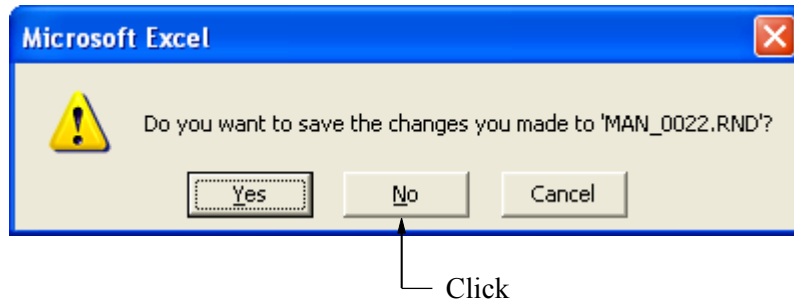 Microsoft Excel
Do you want to save the changes you made to 'MAN_0022.RND'?
Yes No Cancel
Click